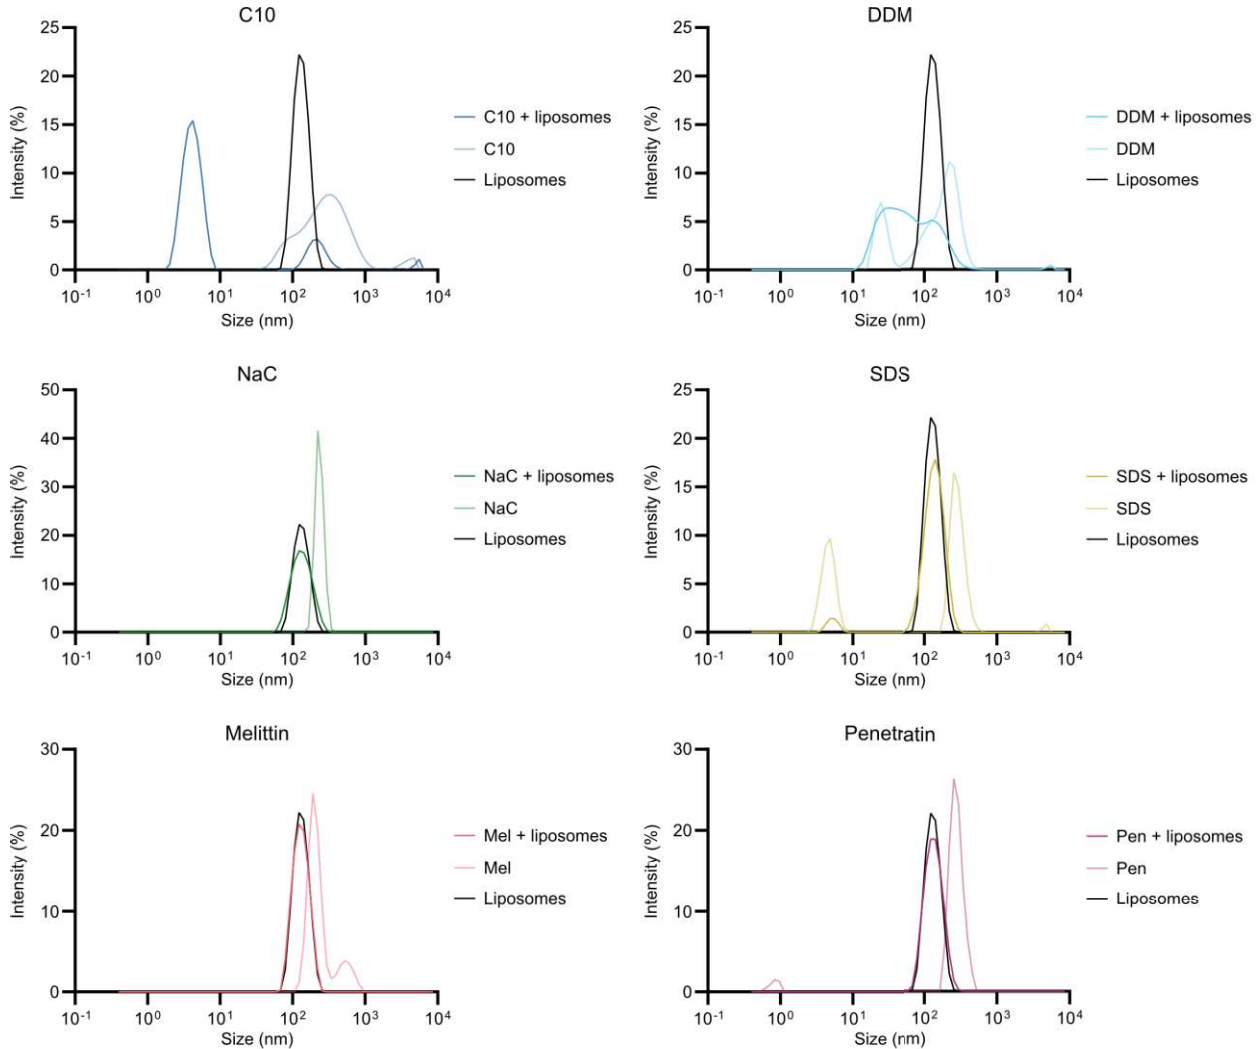 C10
Intensity (%)
25
20
15
10
5
0
10-1
100
101
102
103
104
Size (nm)
C10 + liposomes
C10
Liposomes
DDM
Intensity (%)
25
20
15
10
5
0
10-1
100
101
102
103
104
Size (nm)
DDM + liposomes
DDM
Liposomes
NaC
Intensity (%)
50
40
30
20
10
0
10-1
100
101
102
103
104
Size (nm)
NaC + liposomes
NaC
Liposomes
SDS
Intensity (%)
25
20
15
10
5
0
10-1
100
101
102
103
104
Size (nm)
SDS + liposomes
SDS
Liposomes
Melittin
Intensity (%)
30
20
10
0
10-1
100
101
102
103
104
Size (nm)
Mel + liposomes
Mel
Liposomes
Penetratin
Intensity (%)
30
20
10
0
10-1
100
101
102
103
104
Size (nm)
Pen + liposomes
Pen
Liposomes